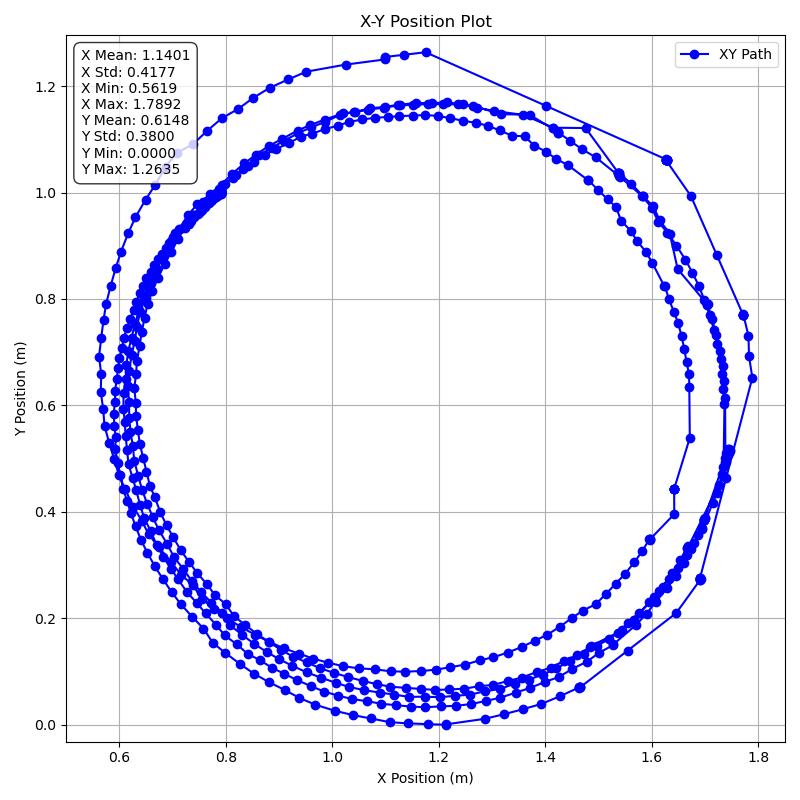 X-Y Position Plot
X Mean: 1.1401
X Std: 0.4177
X Min: 0.5619
X Max: 1.7892
Y Mean: 0.6148
Y Std: 0.3800
Y Min: 0.0000
Y Max: 1.2635
XY Path
Y Position (m)
1.2
1.0
0.8
0.6
0.4
0.2
0.0
0.6 0.8 1.0 1.2 1.4 1.6 1.8
X Position (m)